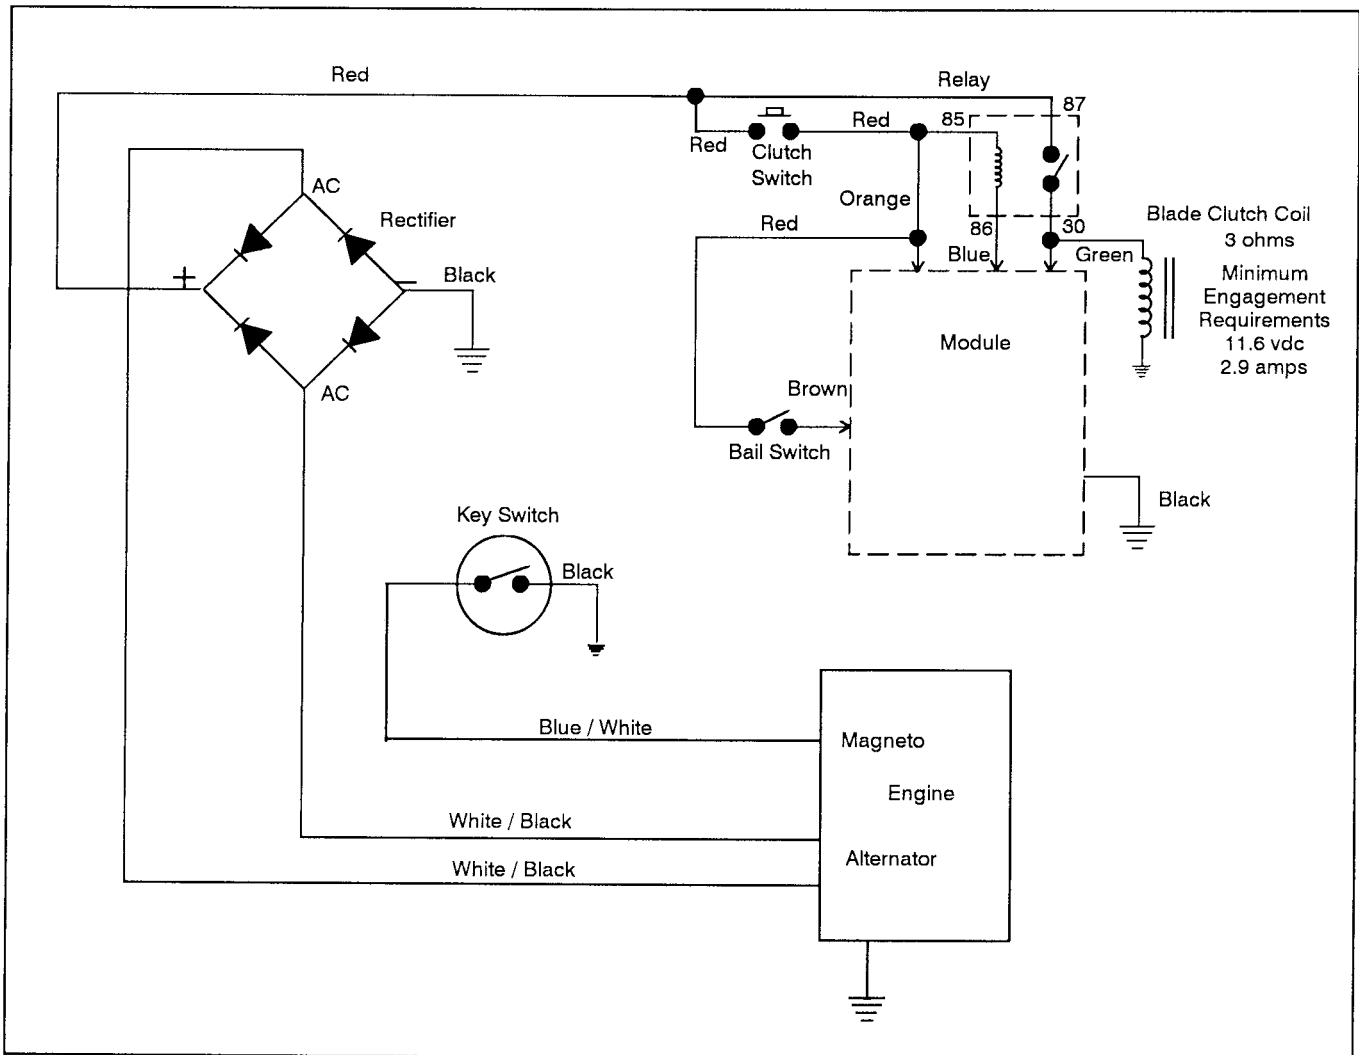 Red
Relay
87
Red
85
Red
Clutch
Switch
AC
Orange
Rectifier
Red
86
30
Blade Clutch Coil
3 ohms
+
Black
Blue
Green
Minimum
Engagement
Requirements
11.6 vdc
2.9 amps
Module
AC
Brown
Bail Switch
Black
Key Switch
Black
Blue / White
Magneto
Engine
White / Black
Alternator
White / Black